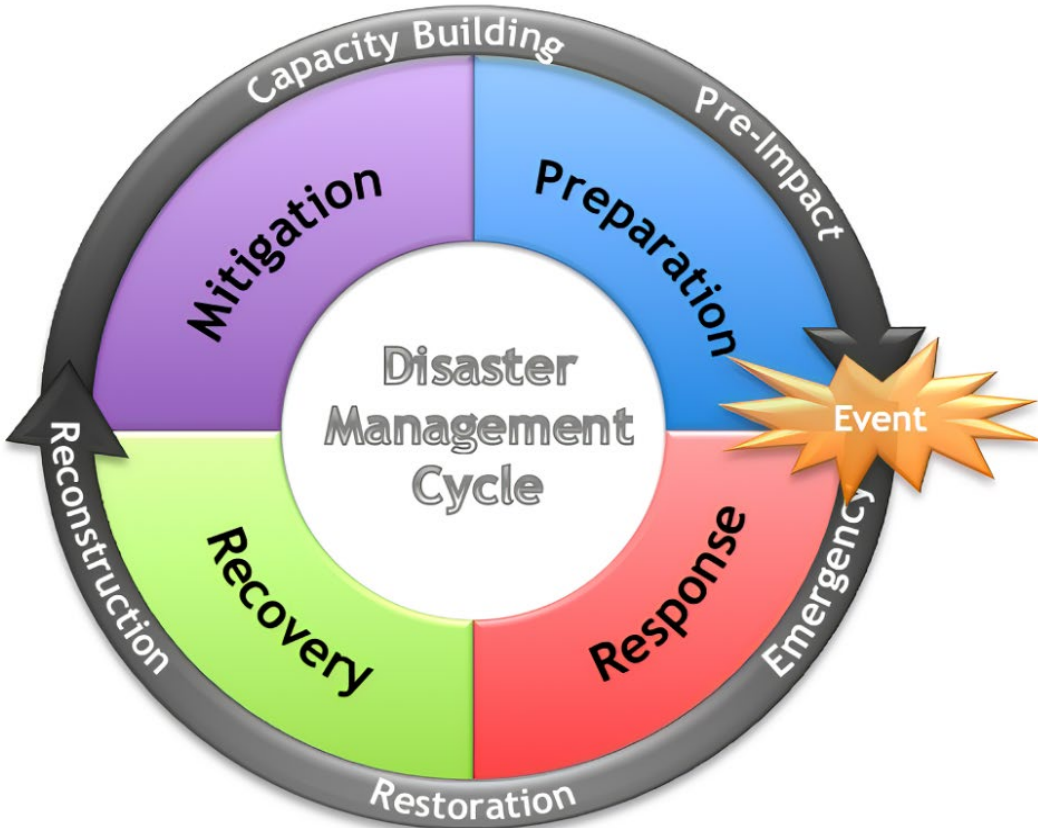 Capacity Building
Pre-Impact
Mitigation
Preparation
Disaster
Management
Cycle
Event
Reconstruction
Recovery
Response
Emergency
Restoration